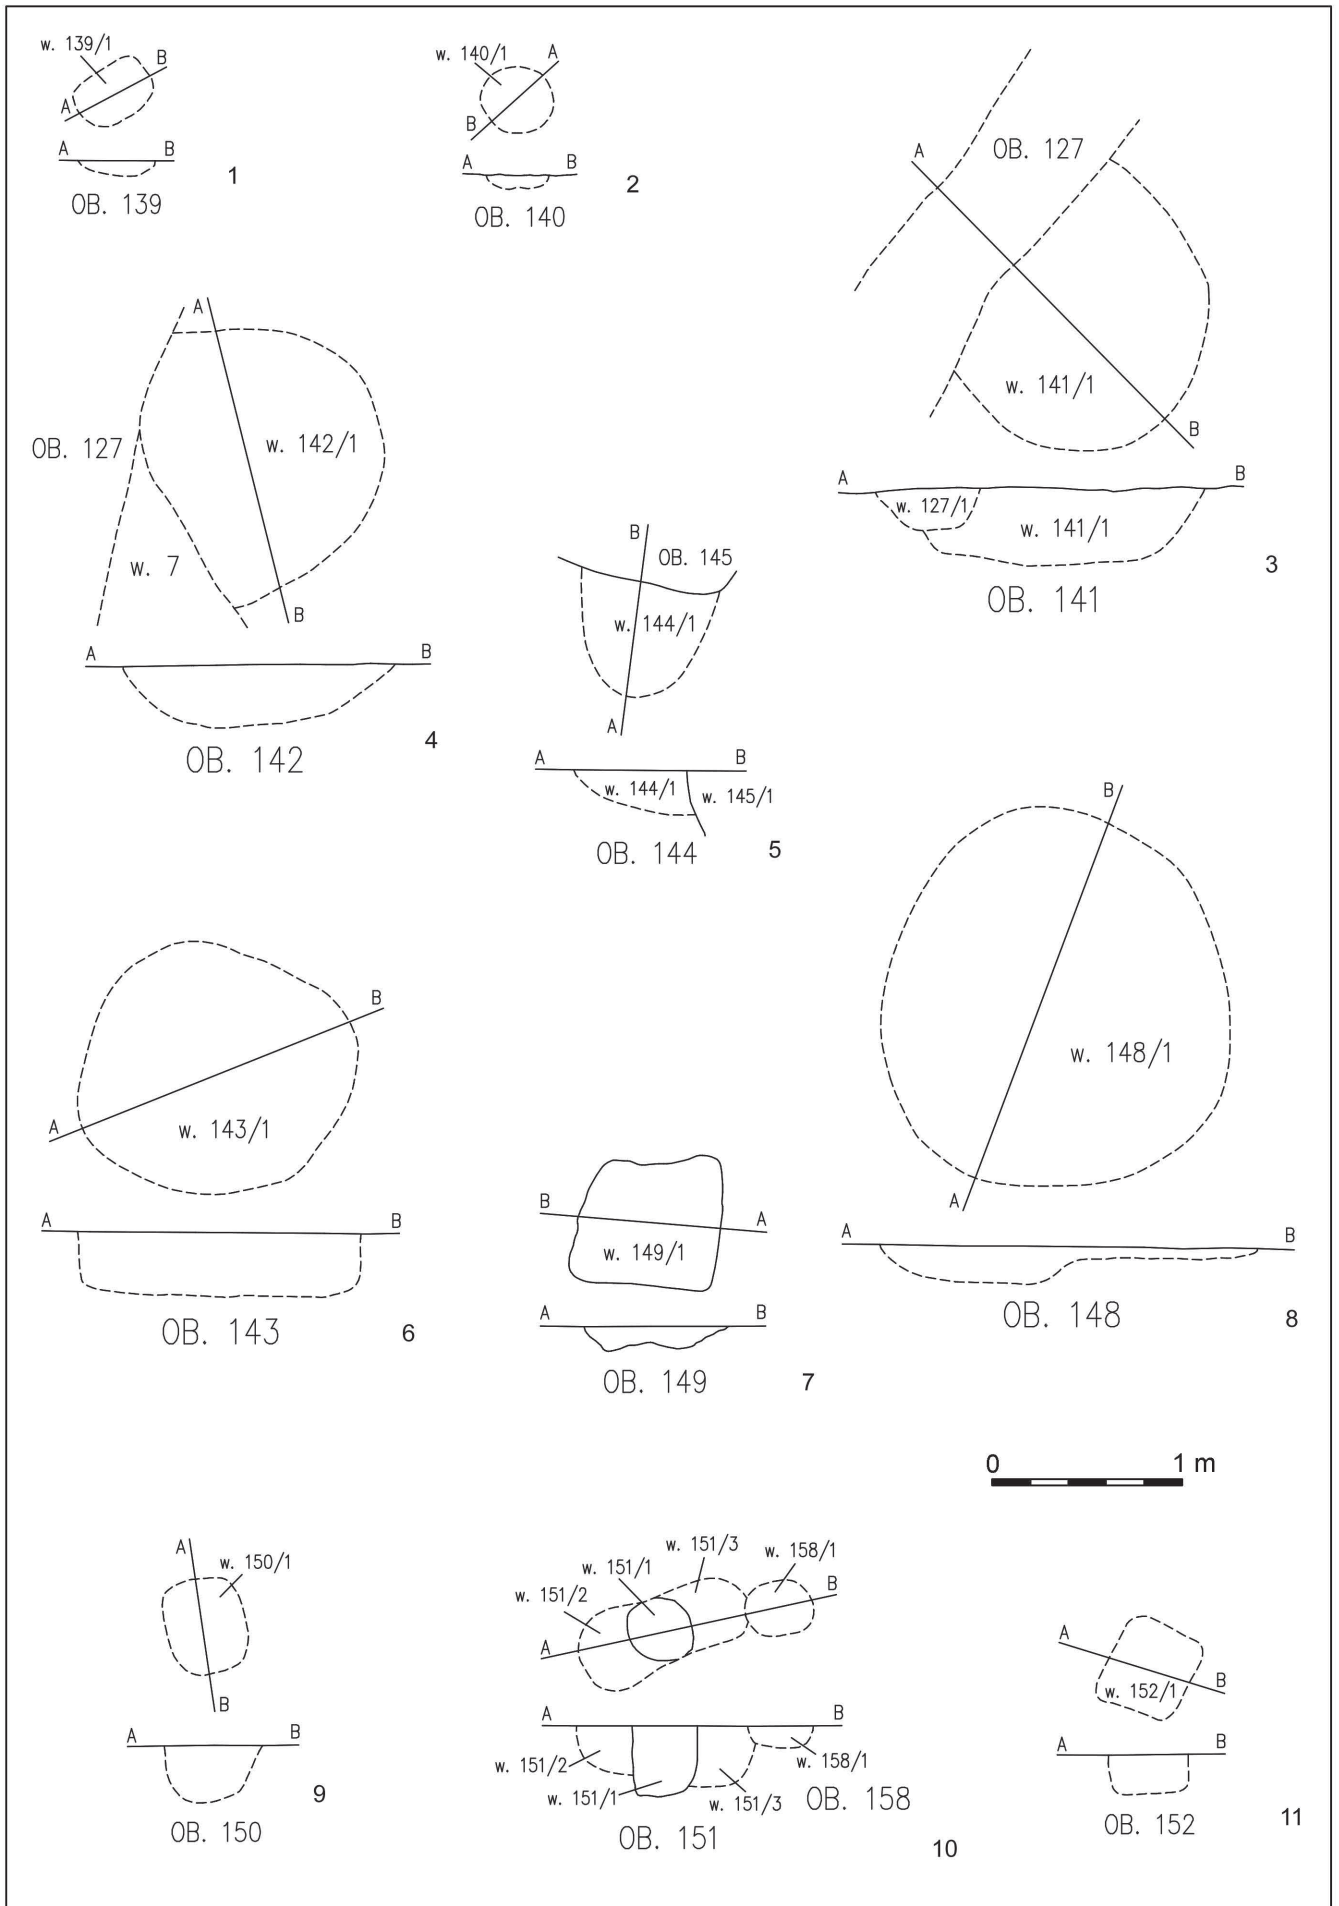 w. 139/1
B
A
A B
OB. 139
1
w. 140/1
A
B
A B
OB. 140
2
OB. 127
A
w. 141/1
B
A B
w. 127/1
w. 141/1
OB. 141
3
A
OB. 127
w. 142/1
w. 7
B
A B
OB. 142
4
B
OB. 145
w. 144/1
A
A B
w. 144/1
w. 145/1
OB. 144
5
B
A
w. 143/1
A B
OB. 143
6
B
A
w. 149/1
A B
OB. 149
7
B
w. 148/1
A
A B
OB. 148
8
0 1 m
A
w. 150/1
B
A B
OB. 150
9
w. 151/3
w. 151/1
w. 158/1
w. 151/2
B
A
A B
w. 151/2
w. 158/1
w. 151/1
w. 151/3
OB. 158
OB. 151
10
A
B
w. 152/1
A B
OB. 152
11